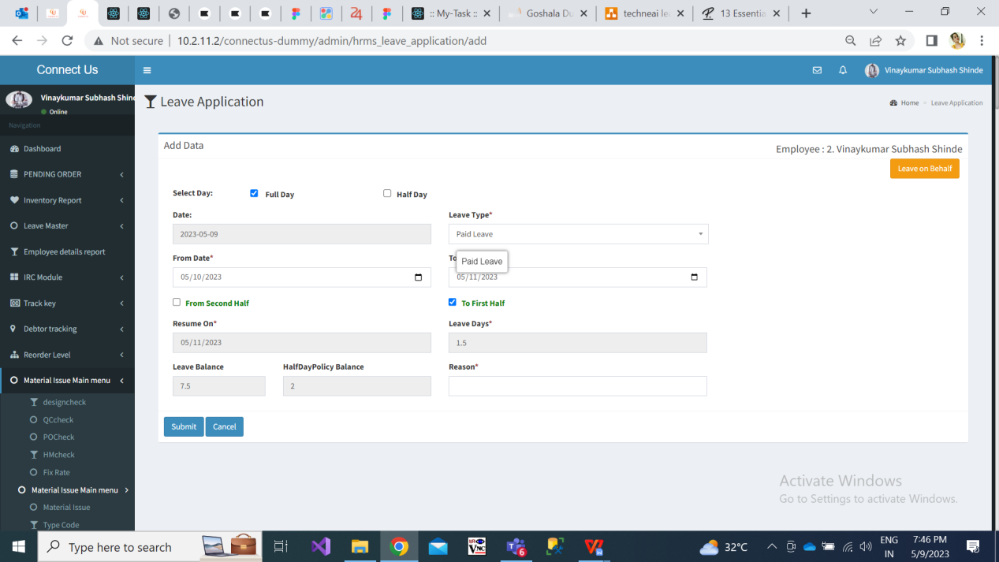 :: My-Task ::
Goshala Du
techneai le
13 Essentia
Not secure
10.2.11.2/connectus-dummy/admin/hrms_leave_application/add
Connect Us
Vinaykumar Subhash Shinde
Vinaykumar Subhash Shin
Online
Navigation
Dashboard
PENDING ORDER
Inventory Report
Leave Master
Employee details report
IRC Module
Track key
Debtor tracking
Reorder Level
Material Issue Main menu
designcheck
QCcheck
POCheck
HMcheck
Fix Rate
Material Issue Main menu
Material Issue
Type Code
Leave Application
Home > Leave Application
Add Data
Employee : 2. Vinaykumar Subhash Shinde
Leave on Behalf
Select Day: Full Day Half Day
Date: Leave Type*
2023-05-09 Paid Leave
From Date* To
Paid Leave
05/10/2023 05/11/2023
From Second Half To First Half
Resume On* Leave Days*
05/11/2023 1.5
Leave Balance HalfDayPolicy Balance Reason*
7.5 2
Submit Cancel
Activate Windows
Go to Settings to activate Windows.
Type here to search
VNC
6
32°C
ENG
IN
7:46 PM
5/9/2023